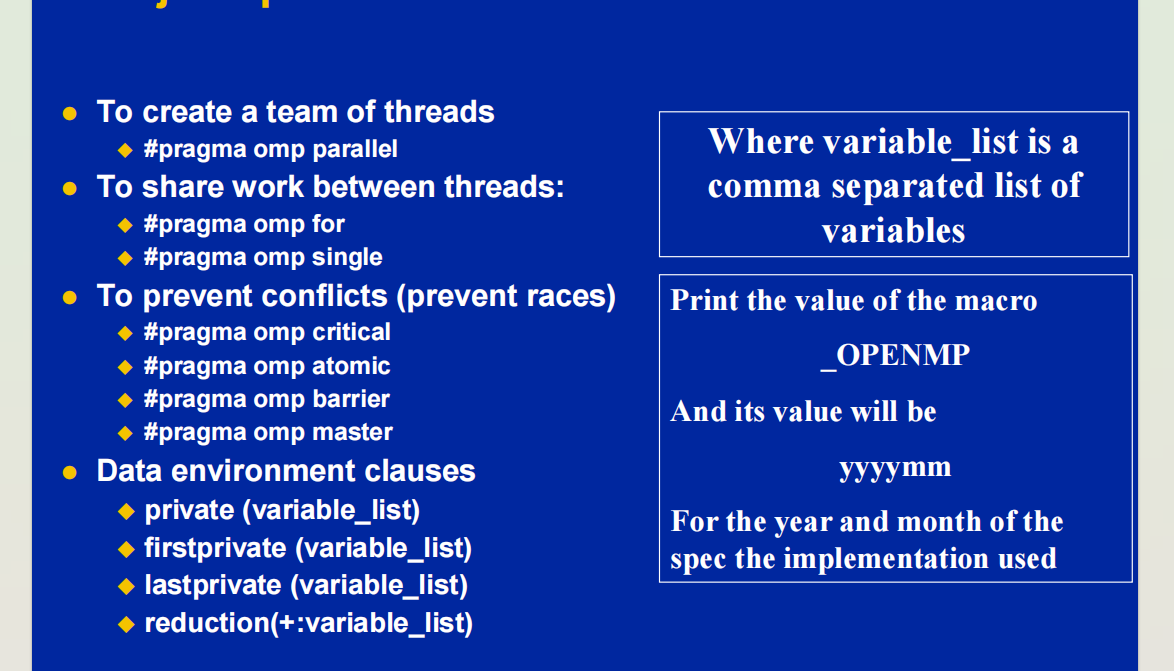 To create a team of threads
#pragma omp parallel
To share work between threads:
#pragma omp for
#pragma omp single
To prevent conflicts (prevent races)
#pragma omp critical
#pragma omp atomic
#pragma omp barrier
#pragma omp master
Data environment clauses
private (variable_list)
firstprivate (variable_list)
lastprivate (variable_list)
reduction(+:variable_list)
Where variable_list is a
comma separated list of
variables
Print the value of the macro
_OPENMP
And its value will be
yyyymm
For the year and month of the
spec the implementation used